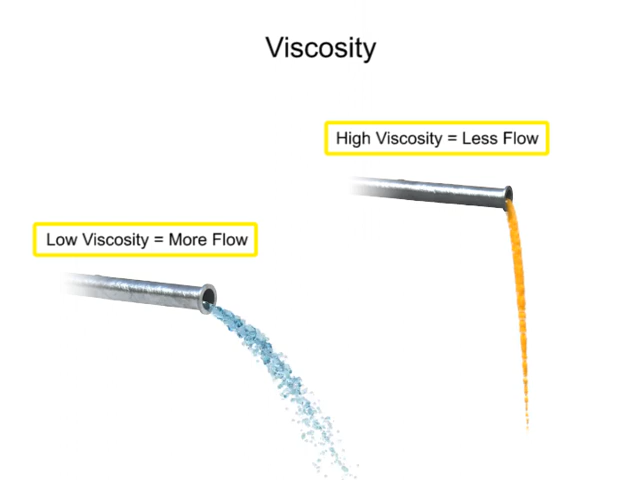 Viscosity
High Viscosity = Less Flow
Low Viscosity = More Flow